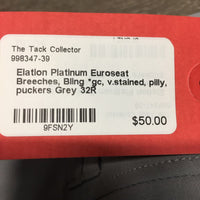 The Tack Collector
998347-39
Elation Platinum Euroseat
Breeches, Bling *gc, v.stained, pilly,
puckers Grey 32R
$50.00
9FSN2Y